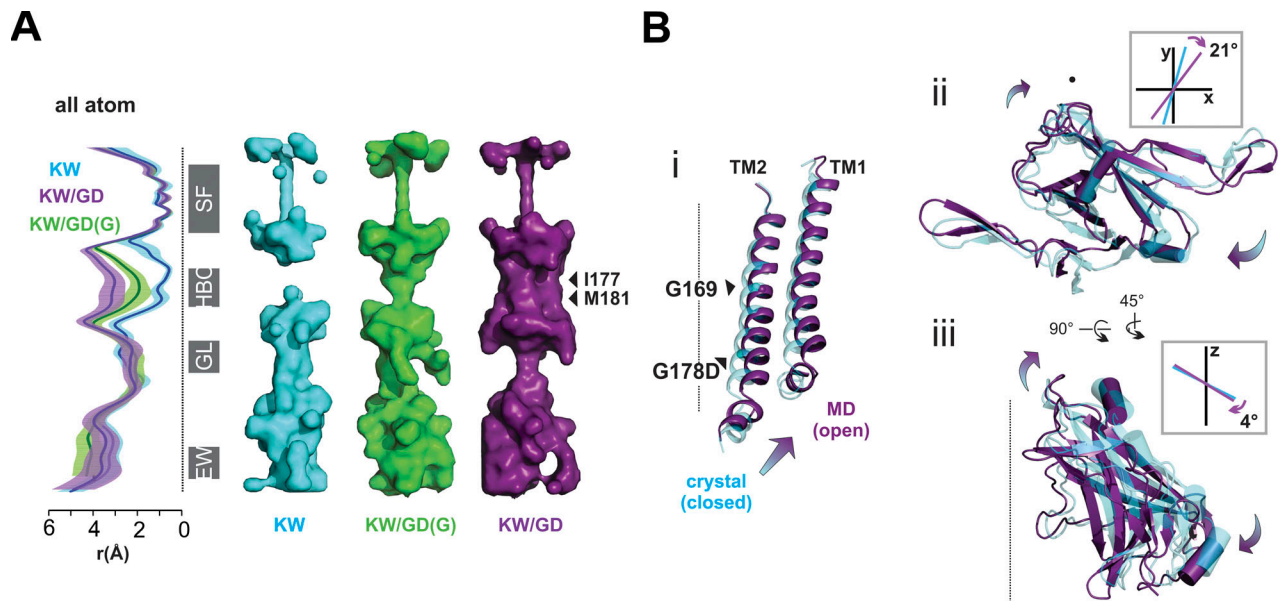 A
all atom
KW
KW/GD
KW/GD(G)
SF
HBC
GL
EW
6 4 2 0
r(Å)
I177
M181
KW
KW/GD(G)
KW/GD
B
i
TM2
TM1
G169
G178D
MD
(open)
crystal
(closed)
ii
y
21°
x
90°
45°
iii
z
4°